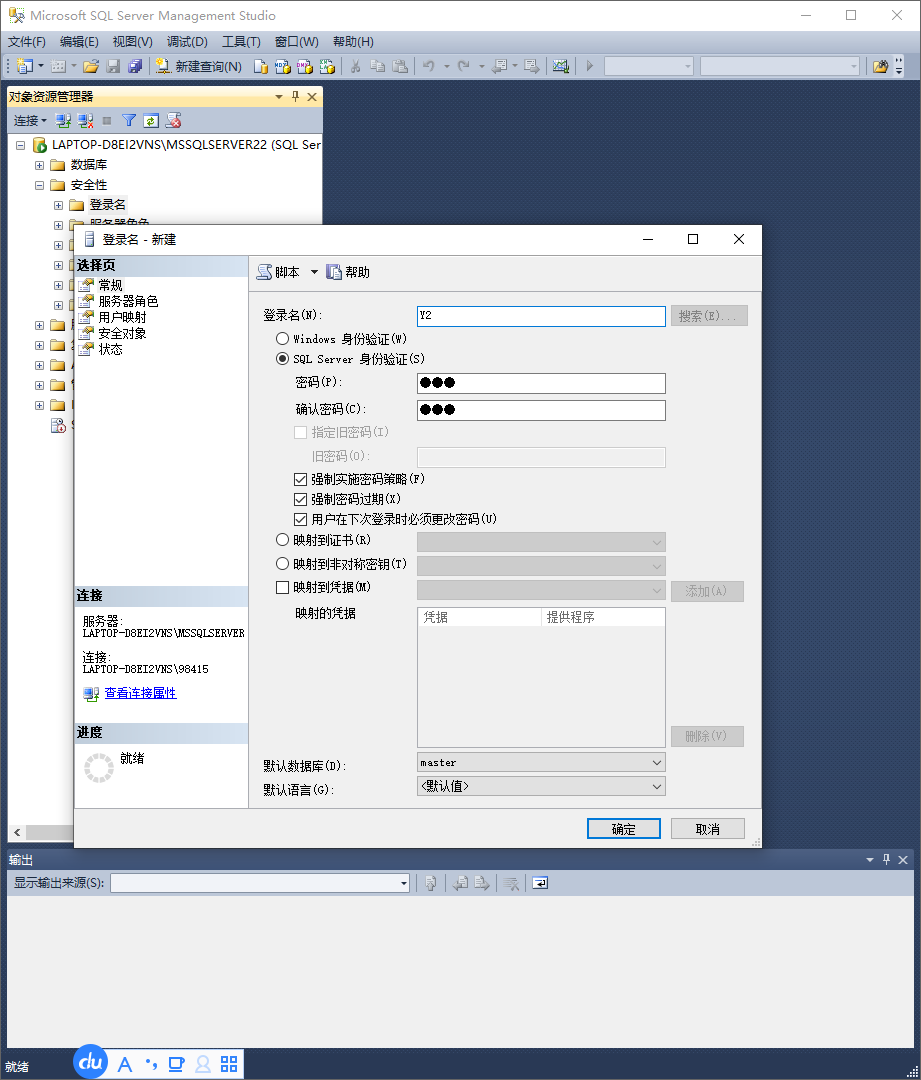 Microsoft SQL Server Management Studio
文件(F) 编辑(E) 视图(V) 调试(D) 工具(T) 窗口(W) 帮助(H)
新建查询(N)
对象资源管理器
连接
LAPTOP-D8EI2VNS\MSSQLSERVER22 (SQL Ser
数据库
安全性
登录名
服务器角色
登录名 - 新建
选择页
常规
服务器角色
用户映射
安全对象
状态
脚本 帮助
登录名(N): Y2 搜索(E)...
Windows 身份验证(W)
SQL Server 身份验证(S)
密码(P): ●●●
确认密码(C): ●●●
指定旧密码(I)
旧密码(O):
强制实施密码策略(F)
强制密码过期(X)
用户在下次登录时必须更改密码(U)
映射到证书(R)
映射到非对称密钥(T)
映射到凭据(M) 添加(A)
映射的凭据 凭据 提供程序
删除(V)
默认数据库(D): master
默认语言(G): <默认值>
连接
服务器:
LAPTOP-D8EI2VNS\MSSQLSERVER
连接:
LAPTOP-D8EI2VNS\98415
查看连接属性
进度
就绪
确定 取消
输出
显示输出来源(S):
就绪
du A